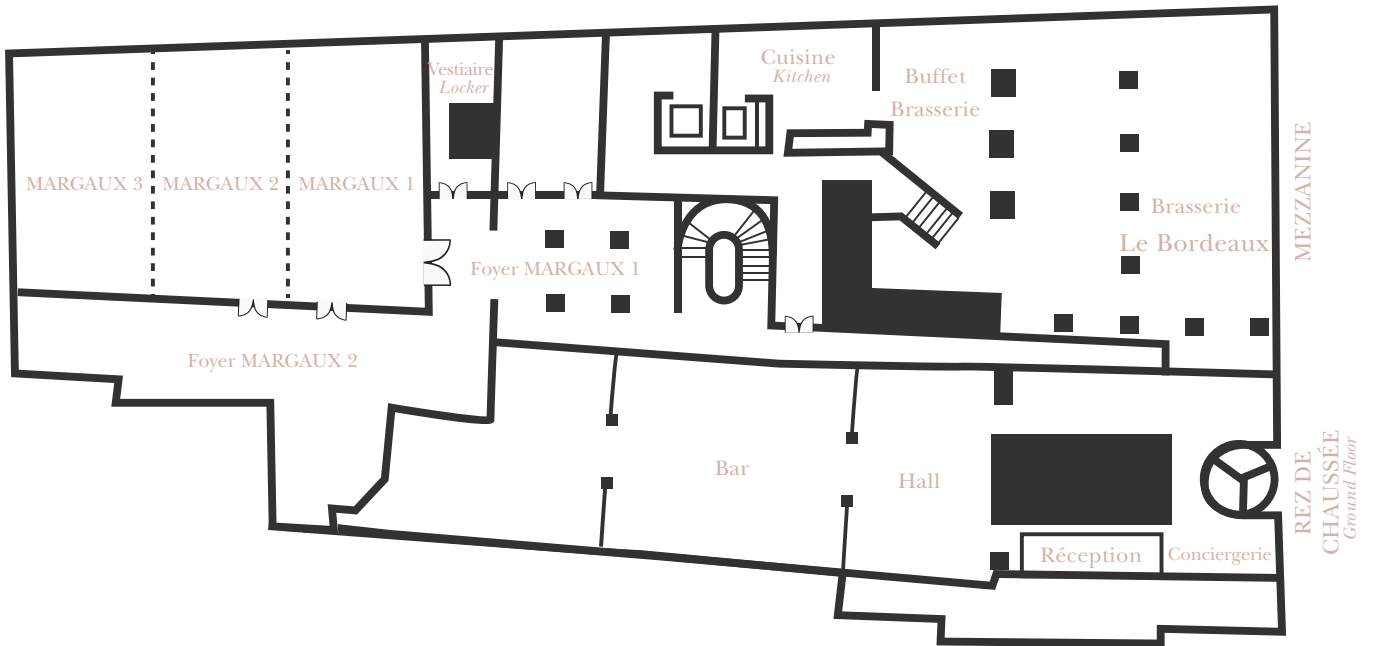 Vestiaire
Locker
Cuisine
Kitchen
Buffet
Brasserie
MARGAUX 3
MARGAUX 2
MARGAUX 1
Brasserie
Le Bordeaux
MEZZANINE
Foyer MARGAUX 1
Foyer MARGAUX 2
Bar
Hall
Réception
Conciergerie
REZ DE
CHAUSSÉE
Ground Floor